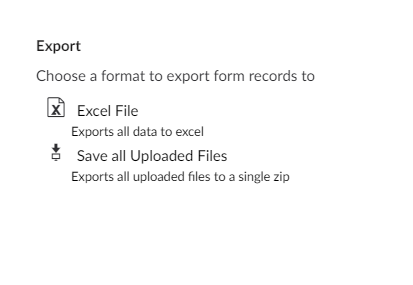 Export
Choose a format to export form records to
Excel File
Exports all data to excel
Save all Uploaded Files
Exports all uploaded files to a single zip